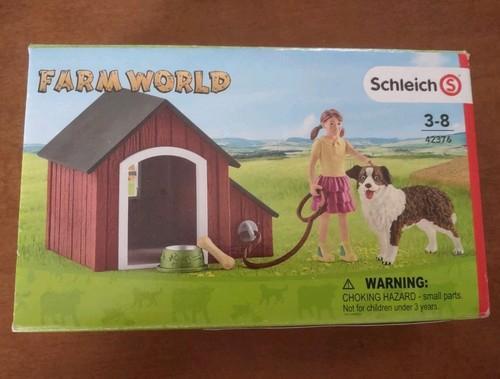 FARM WORLD
Schleich S
3-8
42376
WARNING:
CHOKING HAZARD - small parts.
Not for children under 3 years.